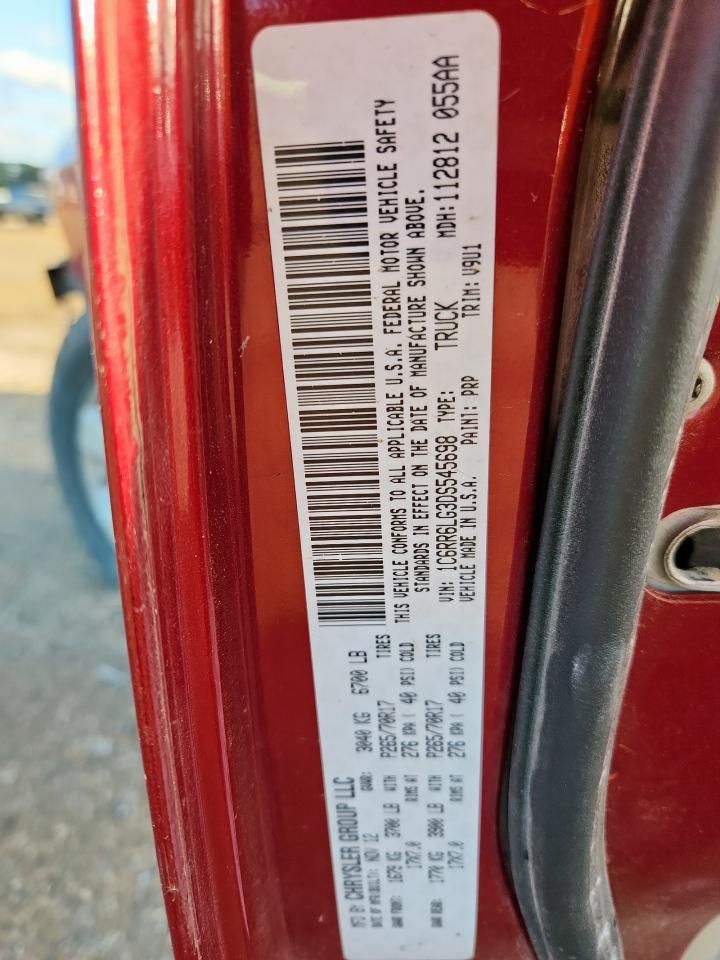 MFD BY CHRYSLER GROUP LLC
DATE OF MFR(BUILT): NOV 12 GVWR: 3040 KG 6700 LB
GAWR FRONT: 1679 KG 3700 LB WITH P265/70R17 TIRES
17X7.0 RIMS AT 276 KPA( 40 PSI) COLD
GAWR REAR: 1770 KG 3900 LB WITH P265/70R17 TIRES
17X7.0 RIMS AT 276 KPA( 40 PSI) COLD
THIS VEHICLE CONFORMS TO ALL APPLICABLE U.S.A. FEDERAL MOTOR VEHICLE SAFETY
STANDARDS IN EFFECT ON THE DATE OF MANUFACTURE SHOWN ABOVE.
VIN: 1C6RR6LG3DS545698 TYPE: TRUCK MDH:112812 055AA
VEHICLE MADE IN U.S.A. PAINT: PRP TRIM: V9U1